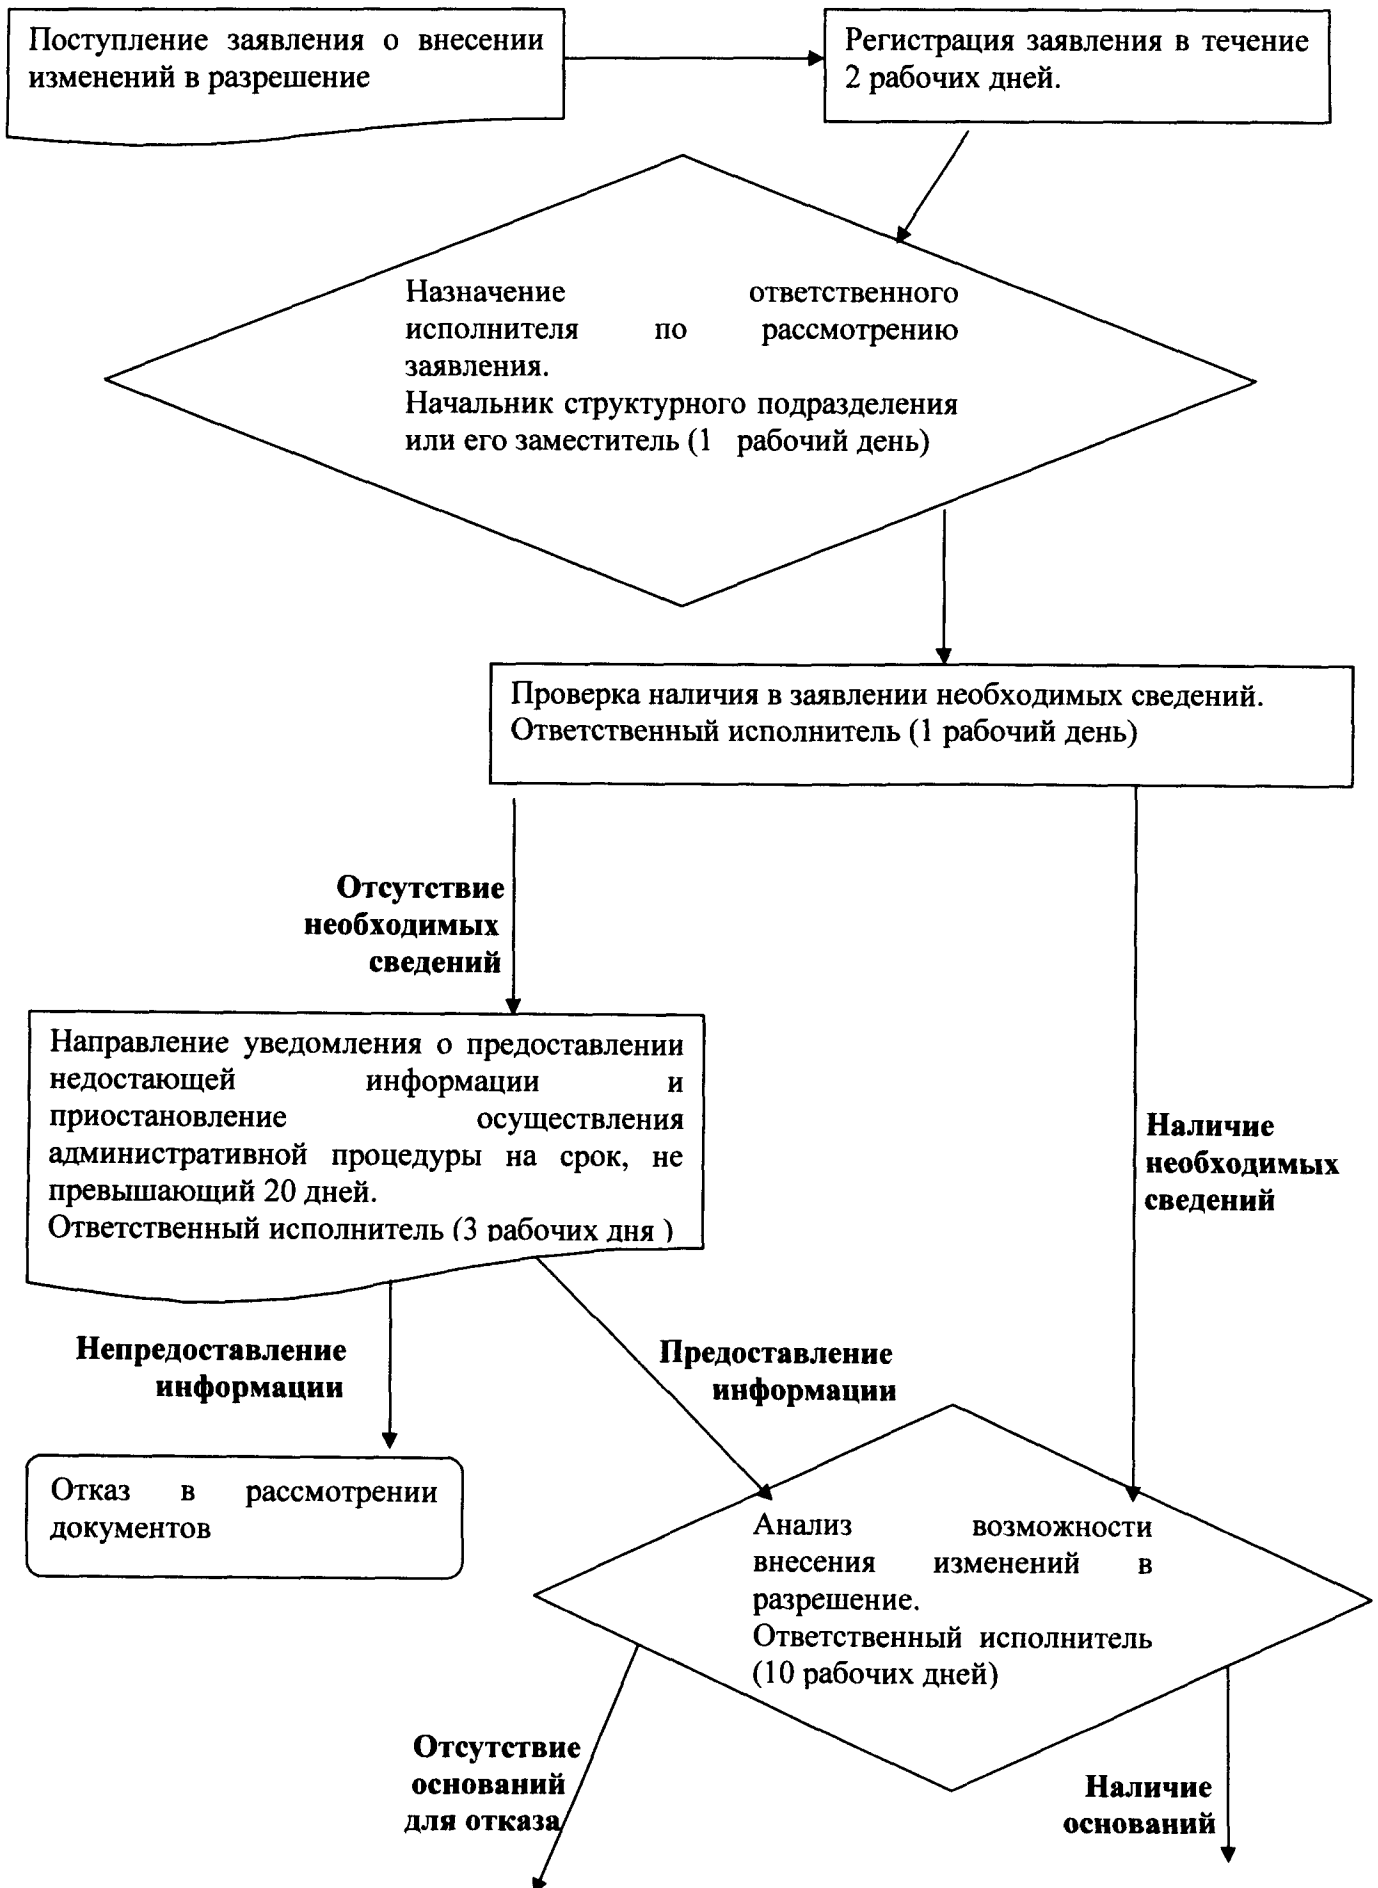 Поступление заявления о внесении
изменений в разрешение
Регистрация заявления в течение
2 рабочих дней.
Назначение ответственного
исполнителя по рассмотрению
заявления.
Начальник структурного подразделения
или его заместитель (1 рабочий день)
Проверка наличия в заявлении необходимых сведений.
Ответственный исполнитель (1 рабочий день)
Отсутствие
необходимых
сведений
Направление уведомления о предоставлении
недостающей информации и
приостановление осуществления
административной процедуры на срок, не
превышающий 20 дней.
Ответственный исполнитель (3 рабочих дня )
Наличие
необходимых
сведений
Непредоставление
информации
Предоставление
информации
Отказ в рассмотрении
документов
Анализ возможности
внесения изменений в
разрешение.
Ответственный исполнитель
(10 рабочих дней)
Отсутствие
оснований
для отказа
Наличие
оснований